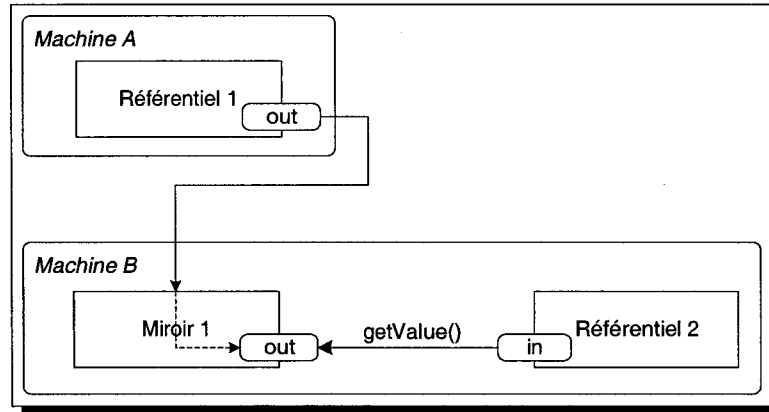 Machine A
Référentiel 1
out
Machine B
Miroir 1
out
getValue()
in
Référentiel 2